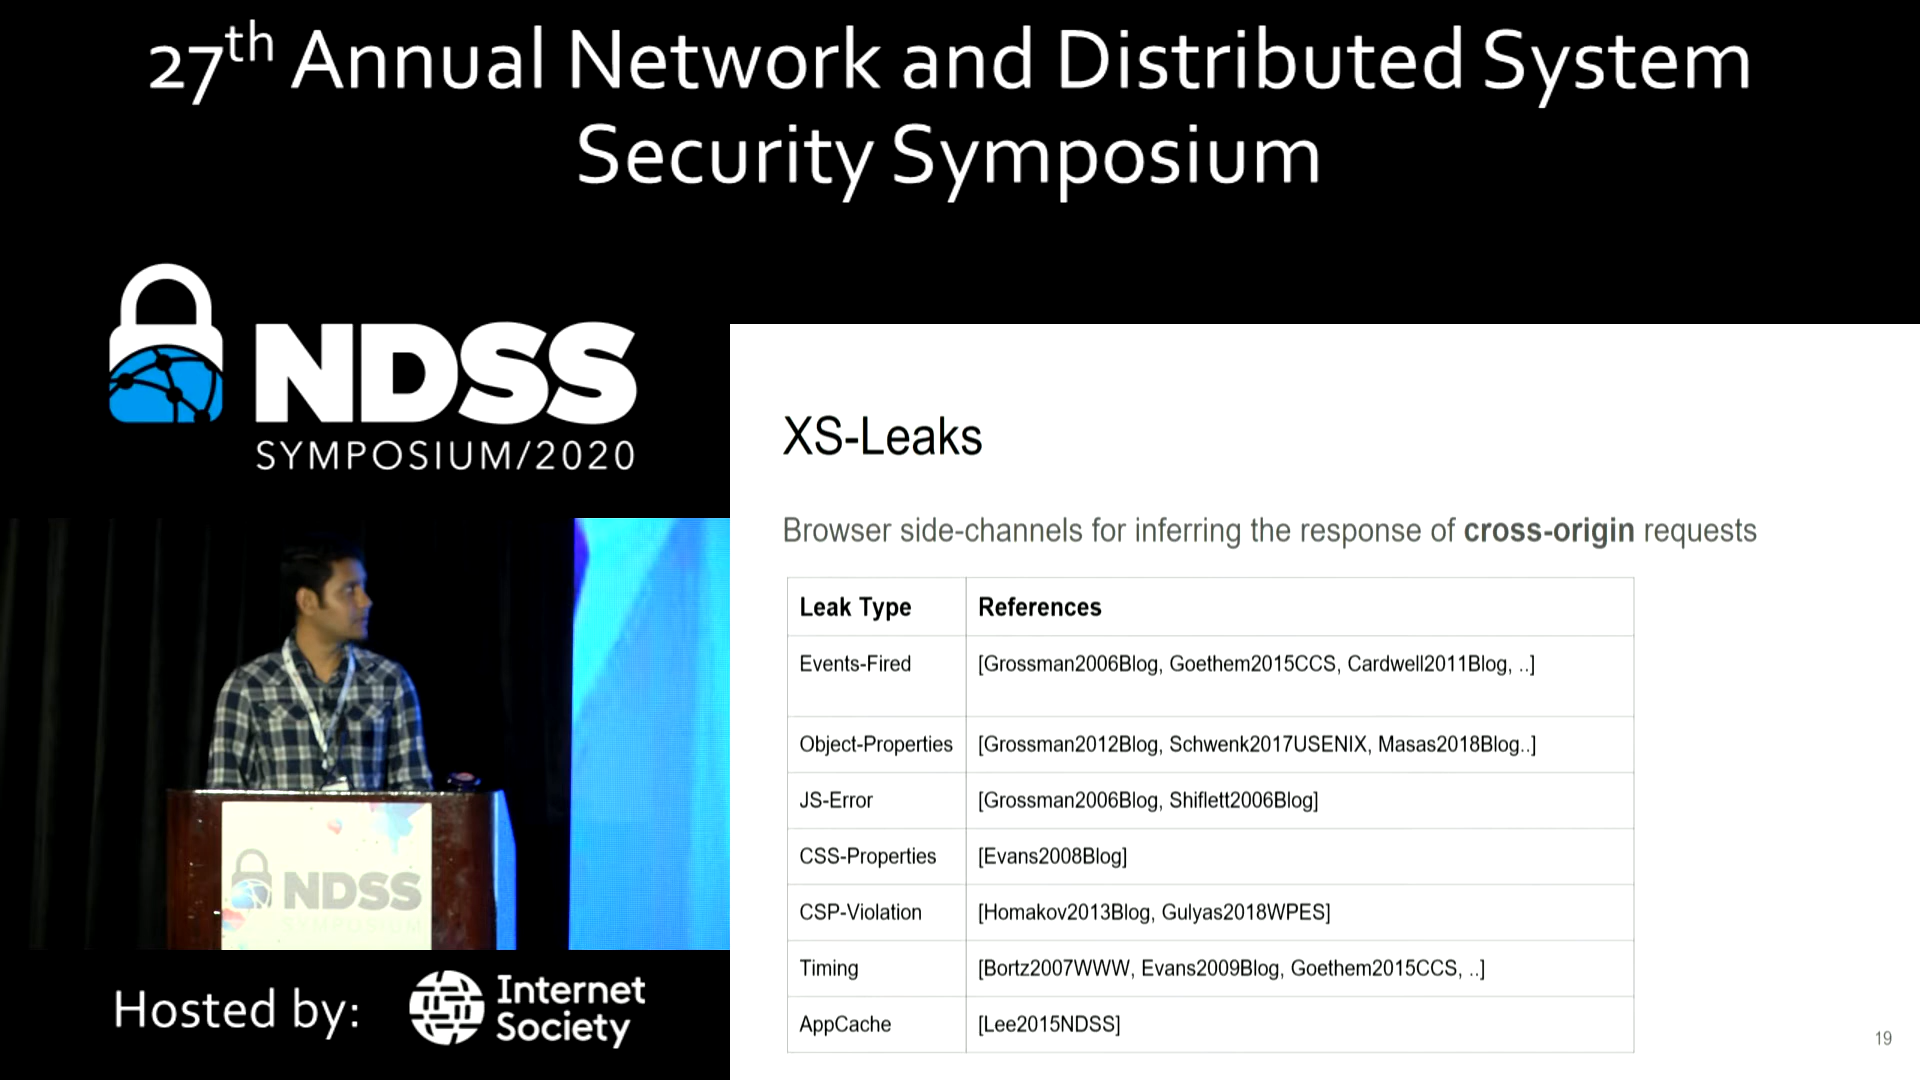 27th Annual Network and Distributed System
Security Symposium
NDSS
SYMPOSIUM/2020
XS-Leaks
Browser side-channels for inferring the response of cross-origin requests
Leak Type References
Events-Fired [Grossman2006Blog, Goethem2015CCS, Cardwell2011Blog, ..]
Object-Properties [Grossman2012Blog, Schwenk2017USENIX, Masas2018Blog..]
JS-Error [Grossman2006Blog, Shiflett2006Blog]
CSS-Properties [Evans2008Blog]
CSP-Violation [Homakov2013Blog, Gulyas2018WPES]
Timing [Bortz2007WWW, Evans2009Blog, Goethem2015CCS, ..]
AppCache [Lee2015NDSS]
19
NDSS
SYMPOSIUM
Hosted by:
Internet
Society